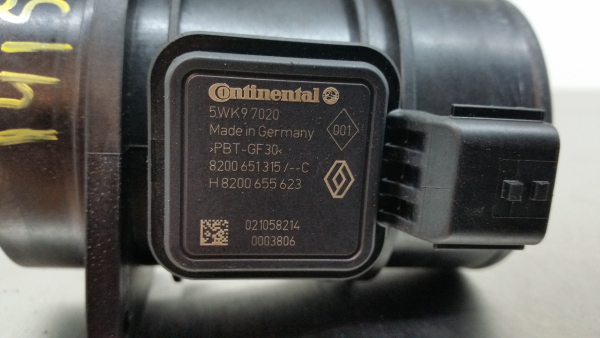 Continental
5WK9 7020
Made in Germany
001
>PBT-GF30<
8200 651 315 /--C
H 8200 655 623
021058214
0003806